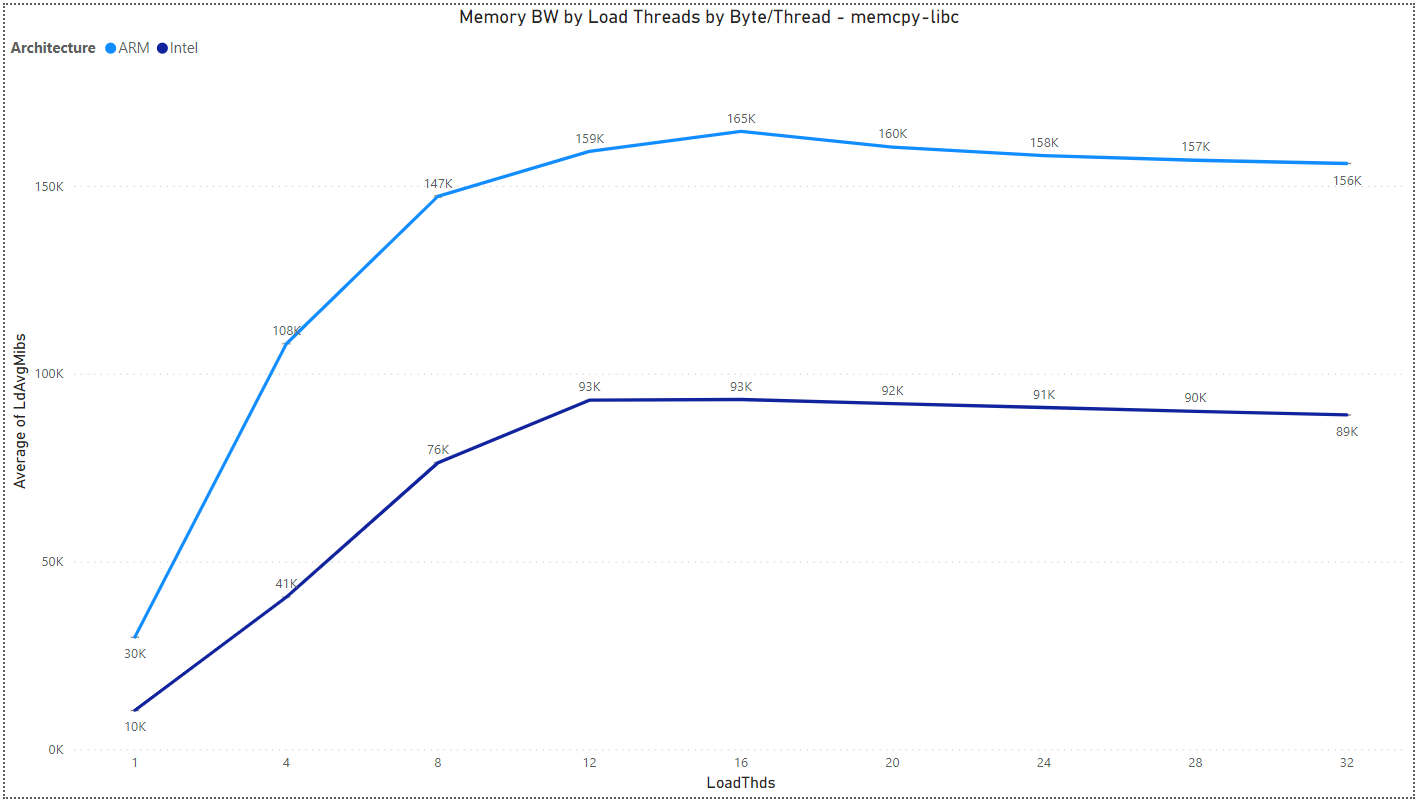 Memory BW by Load Threads by Byte/Thread - memcpy-libc
Architecture ARM Intel
165K
159K
160K
158K
157K
156K
150K
147K
108K
100K
93K
93K
92K
91K
90K
89K
76K
50K
41K
30K
10K
0K
1 4 8 12 16 20 24 28 32
LoadThds
Average of LdAvgMibs